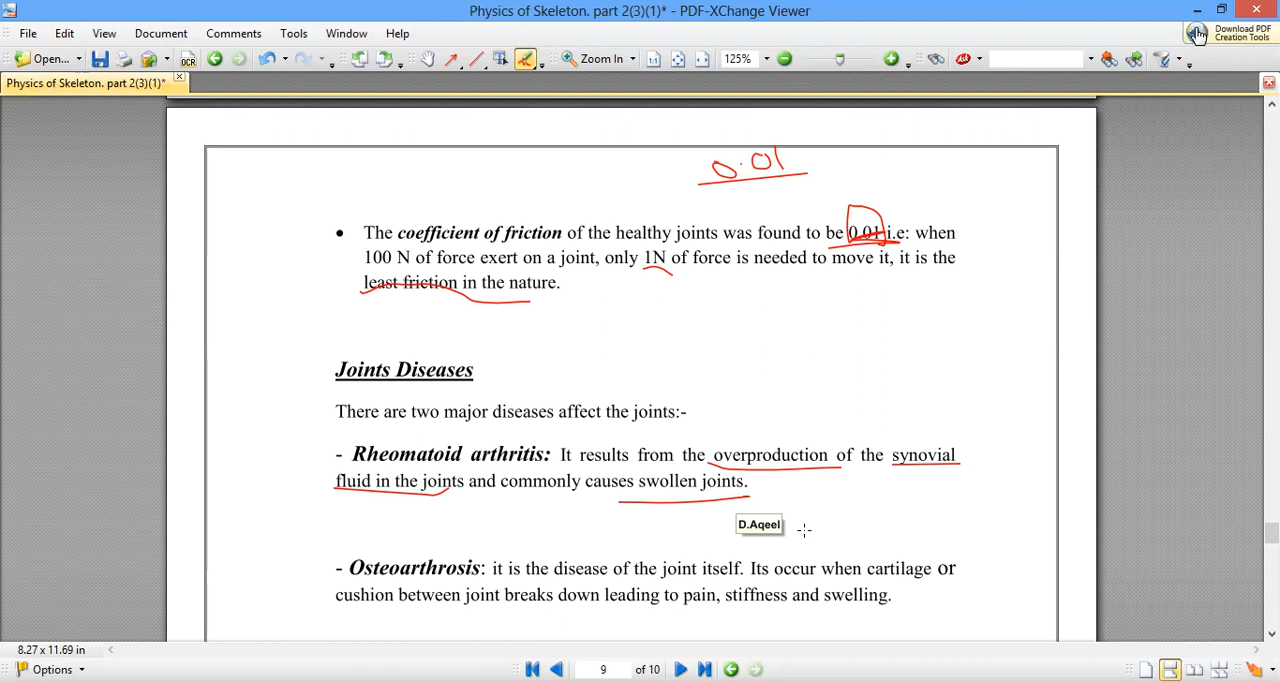 Physics of Skeleton. part 2(3)(1)* - PDF-XChange Viewer
File Edit View Document Comments Tools Window Help
Download PDF
Creation Tools
Open... OCR Zoom In 125%
Physics of Skeleton. part 2(3)(1)*
0.01
• The coefficient of friction of the healthy joints was found to be 0.01 i.e: when
100 N of force exert on a joint, only 1N of force is needed to move it, it is the
least friction in the nature.
Joints Diseases
There are two major diseases affect the joints:-
- Rheomatoid arthritis: It results from the overproduction of the synovial
fluid in the joints and commonly causes swollen joints.
D.Aqeel
- Osteoarthrosis: it is the disease of the joint itself. Its occur when cartilage or
cushion between joint breaks down leading to pain, stiffness and swelling.
8.27 x 11.69 in
Options 9 of 10